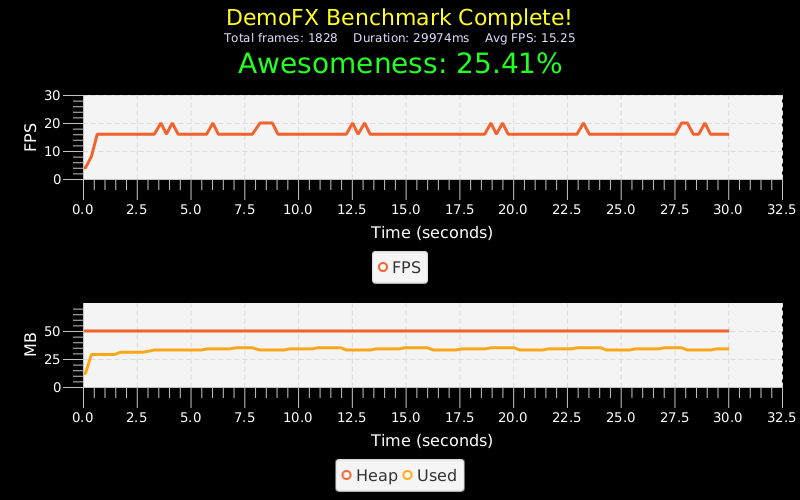 DemoFX Benchmark Complete!
Total frames: 1828 Duration: 29974ms Avg FPS: 15.25
Awesomeness: 25.41%
30
20
10
0
FPS
0.0 2.5 5.0 7.5 10.0 12.5 15.0 17.5 20.0 22.5 25.0 27.5 30.0 32.5
Time (seconds)
FPS
50
25
0
MB
0.0 2.5 5.0 7.5 10.0 12.5 15.0 17.5 20.0 22.5 25.0 27.5 30.0 32.5
Time (seconds)
Heap Used